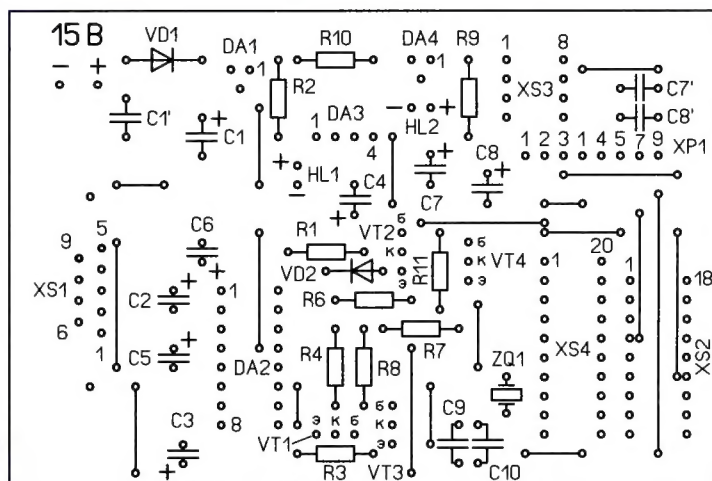 15 В VD1 DA1 R10 DA4 R9 1 8
- + 1 1
R2 XS3 C7'
C1' + C1 DA3 - + HL2 C8'
1 4 1 2 3 1 4 5 7 9 XP1
+ HL1 - C4 + + C7 C8 +
9 5 C6 R1 VT2 б к э R11 б к э VT4 20
XS1 + 1 VD2 1 1 18
C2 + R6
6 C5 + R7
1 DA2 R4 R8 ZQ1 XS4 XS2
C3 8 э к б б к э C9
+ VT1 R3 VT3 C10